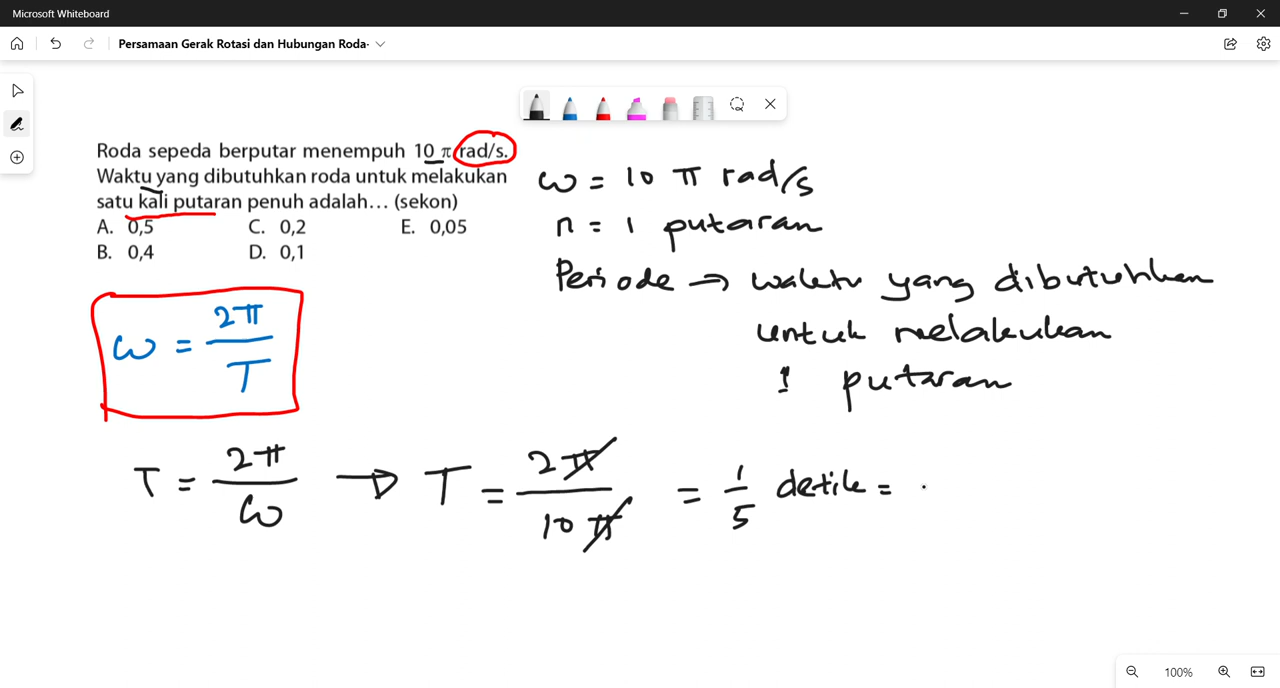 Microsoft Whiteboard
Persamaan Gerak Rotasi dan Hubungan Roda-
Roda sepeda berputar menempuh 10 π rad/s.
Waktu yang dibutuhkan roda untuk melakukan
satu kali putaran penuh adalah... (sekon)
A. 0,5 C. 0,2 E. 0,05
B. 0,4 D. 0,1
ω = 10 π rad/s
n = 1 putaran
Periode → waktu yang dibutuhkan
untuk melakukan
1 putaran
ω = 2π / T
T = 2π / ω → T = 2π / 10π = 1/5 detik = .
100%